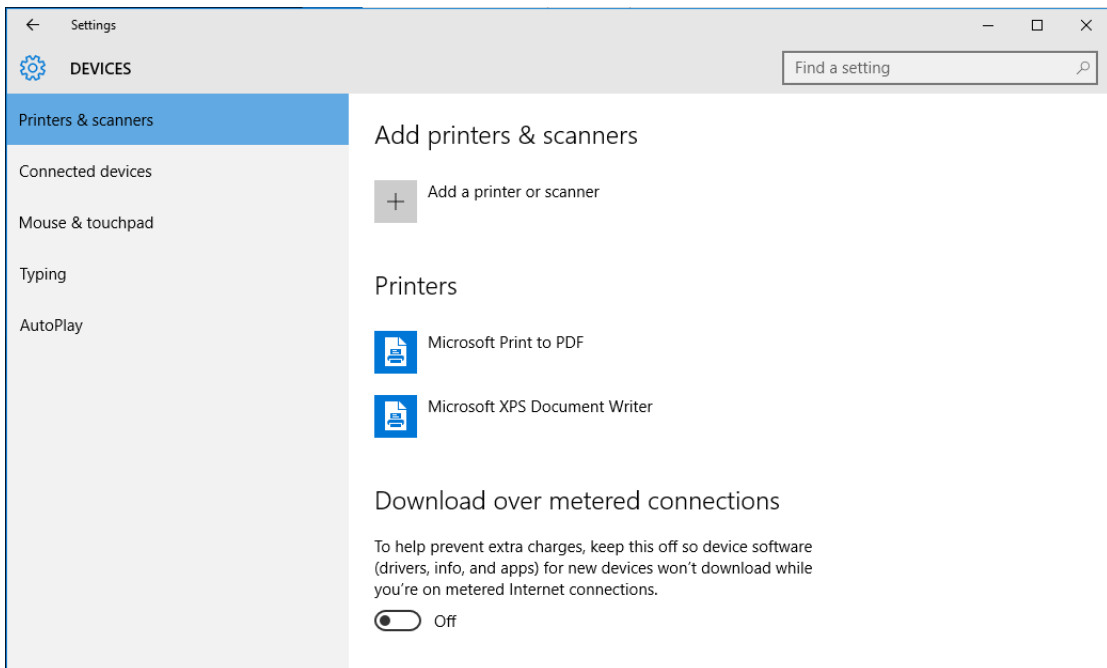 Settings
DEVICES
Find a setting
Printers & scanners
Connected devices
Mouse & touchpad
Typing
AutoPlay
Add printers & scanners
Add a printer or scanner
Printers
Microsoft Print to PDF
Microsoft XPS Document Writer
Download over metered connections
To help prevent extra charges, keep this off so device software
(drivers, info, and apps) for new devices won't download while
you're on metered Internet connections.
Off